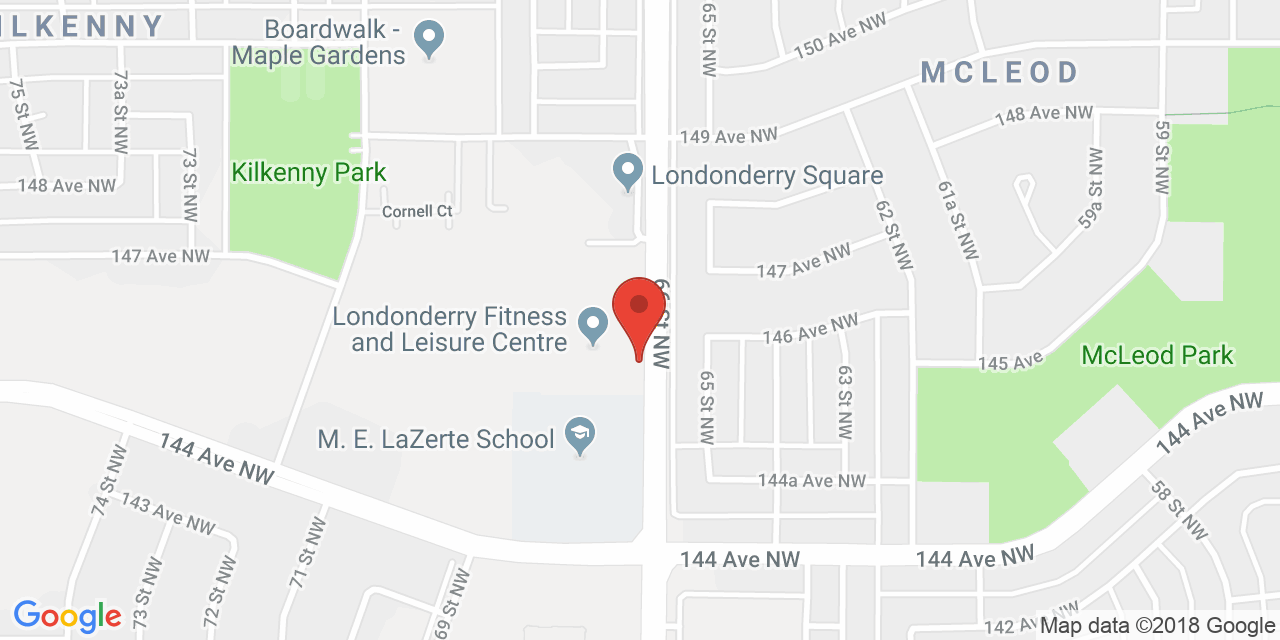 KILKENNY
Boardwalk -
Maple Gardens
65 St NW
150 Ave NW
MCLEOD
75 St NW
73a St NW
149 Ave NW
148 Ave NW
59 St NW
73 St NW
Kilkenny Park
Londonderry Square
148 Ave NW
Cornell Ct
62 St NW
61a St NW
59a St NW
147 Ave NW
147 Ave NW
66 St NW
Londonderry Fitness
and Leisure Centre
146 Ave NW
145 Ave
McLeod Park
65 St NW
63 St NW
M. E. LaZerte School
144 Ave NW
144 Ave NW
74 St NW
143 Ave NW
144a Ave NW
58 St NW
71 St NW
144 Ave NW
144 Ave NW
73 St NW
72 St NW
69 St NW
142 Ave NW
Google
Map data ©2018 Google